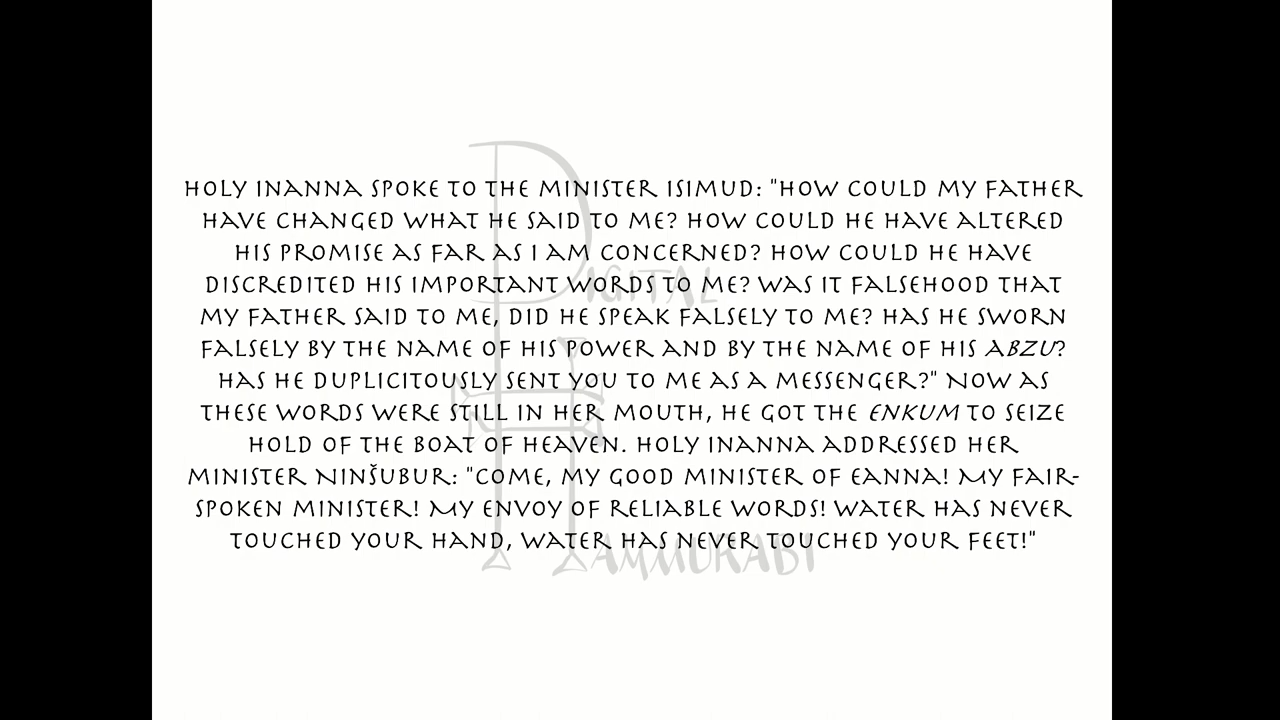 HOLY INANNA SPOKE TO THE MINISTER ISIMUD: "HOW COULD MY FATHER
HAVE CHANGED WHAT HE SAID TO ME? HOW COULD HE HAVE ALTERED
HIS PROMISE AS FAR AS I AM CONCERNED? HOW COULD HE HAVE
DISCREDITED HIS IMPORTANT WORDS TO ME? WAS IT FALSEHOOD THAT
MY FATHER SAID TO ME, DID HE SPEAK FALSELY TO ME? HAS HE SWORN
FALSELY BY THE NAME OF HIS POWER AND BY THE NAME OF HIS ABZU?
HAS HE DUPLICITOUSLY SENT YOU TO ME AS A MESSENGER?" NOW AS
THESE WORDS WERE STILL IN HER MOUTH, HE GOT THE ENKUM TO SEIZE
HOLD OF THE BOAT OF HEAVEN. HOLY INANNA ADDRESSED HER
MINISTER NINŠUBUR: "COME, MY GOOD MINISTER OF EANNA! MY FAIR-
SPOKEN MINISTER! MY ENVOY OF RELIABLE WORDS! WATER HAS NEVER
TOUCHED YOUR HAND, WATER HAS NEVER TOUCHED YOUR FEET!"
DIGITAL
HAMMURABI